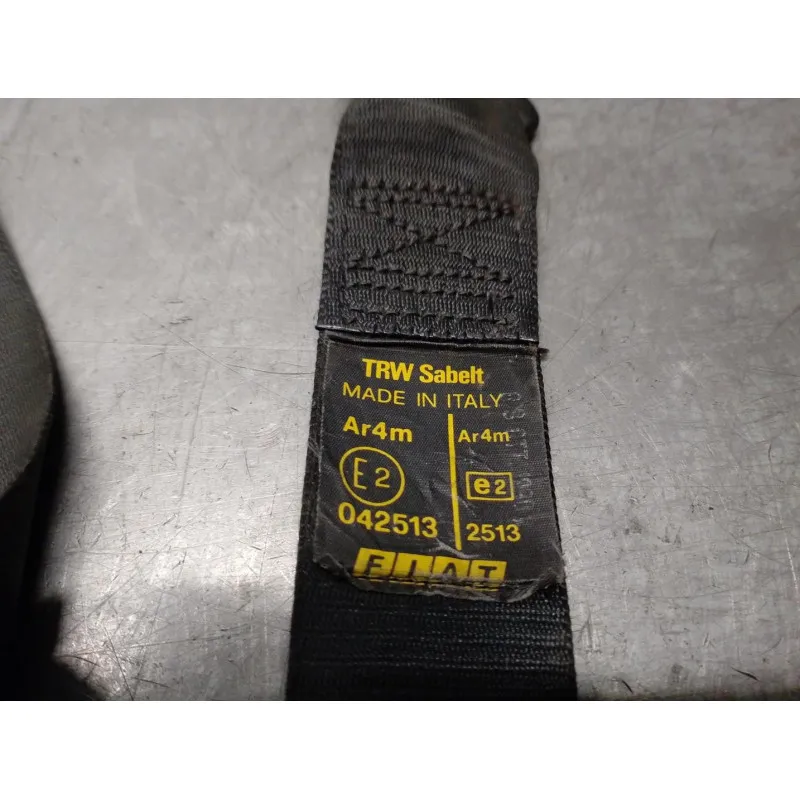 TRW Sabelt
MADE IN ITALY
Ar4m
E2
042513
Ar4m
e2
2513
FIAT